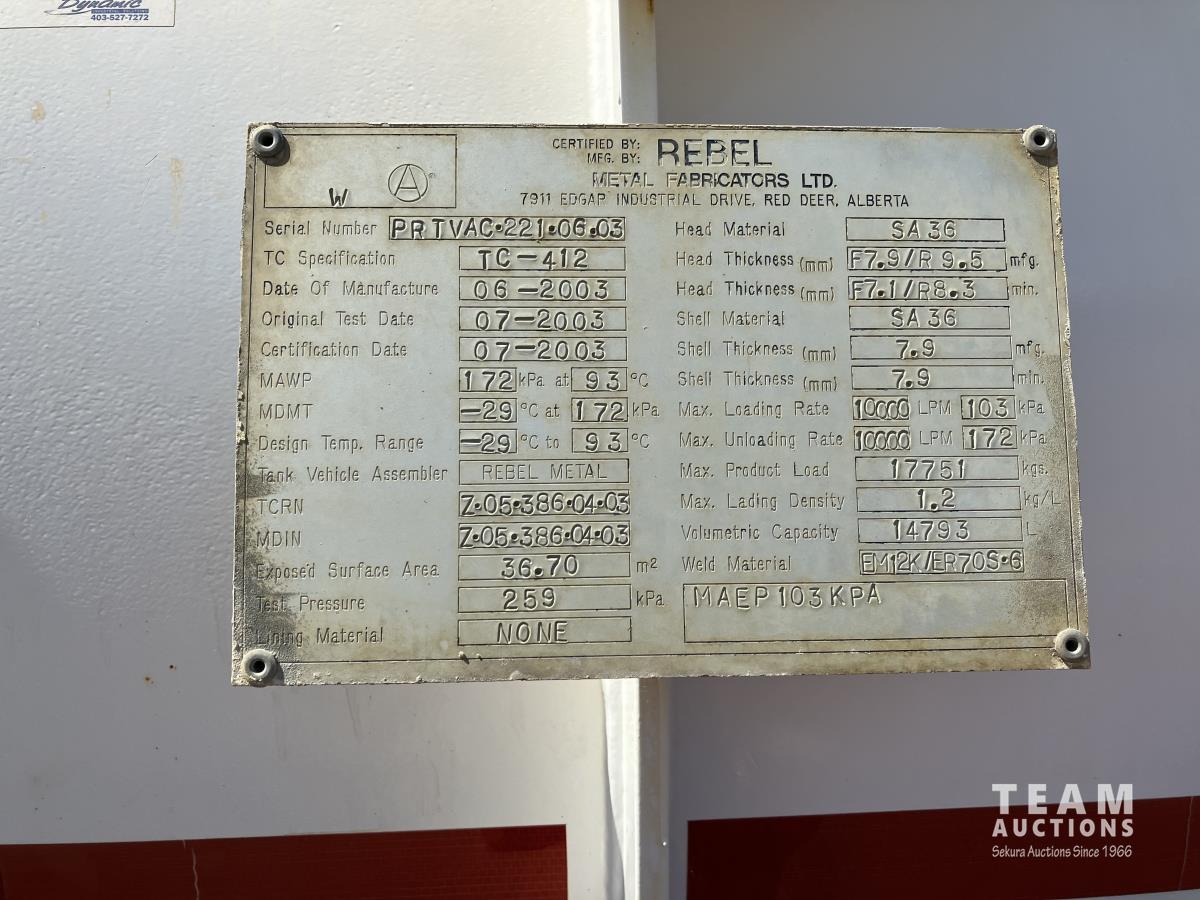 Dynamic
INDUSTRIAL SOLUTIONS
403-527-7272
CERTIFIED BY:
MFG. BY: REBEL
METAL FABRICATORS LTD.
7911 EDGAR INDUSTRIAL DRIVE, RED DEER, ALBERTA
W A
Serial Number PRTVAC·221·06·03
TC Specification TC-412
Date Of Manufacture 06-2003
Original Test Date 07-2003
Certification Date 07-2003
MAWP 172 kPa at 93 °C
MDMT -29 °C at 172 kPa
Design Temp. Range -29 °C to 93 °C
Tank Vehicle Assembler REBEL METAL
TCRN Z·05·386·04·03
MDIN Z·05·386·04·03
Exposed Surface Area 36.70 m²
Test Pressure 259 kPa
Lining Material NONE
Head Material SA 36
Head Thickness (mm) F7.9/R 9.5 mfg.
Head Thickness (mm) F7.1/R8.3 min.
Shell Material SA 36
Shell Thickness (mm) 7.9 mfg.
Shell Thickness (mm) 7.9 min.
Max. Loading Rate 10000 LPM 103 kPa
Max. Unloading Rate 10000 LPM 172 kPa
Max. Product Load 17751 kgs.
Max. Lading Density 1.2 kg/L
Volumetric Capacity 14793 L
Weld Material EM12K/ER70S·6
MAEP 103 KPA
TEAM
AUCTIONS
Sekura Auctions Since 1966